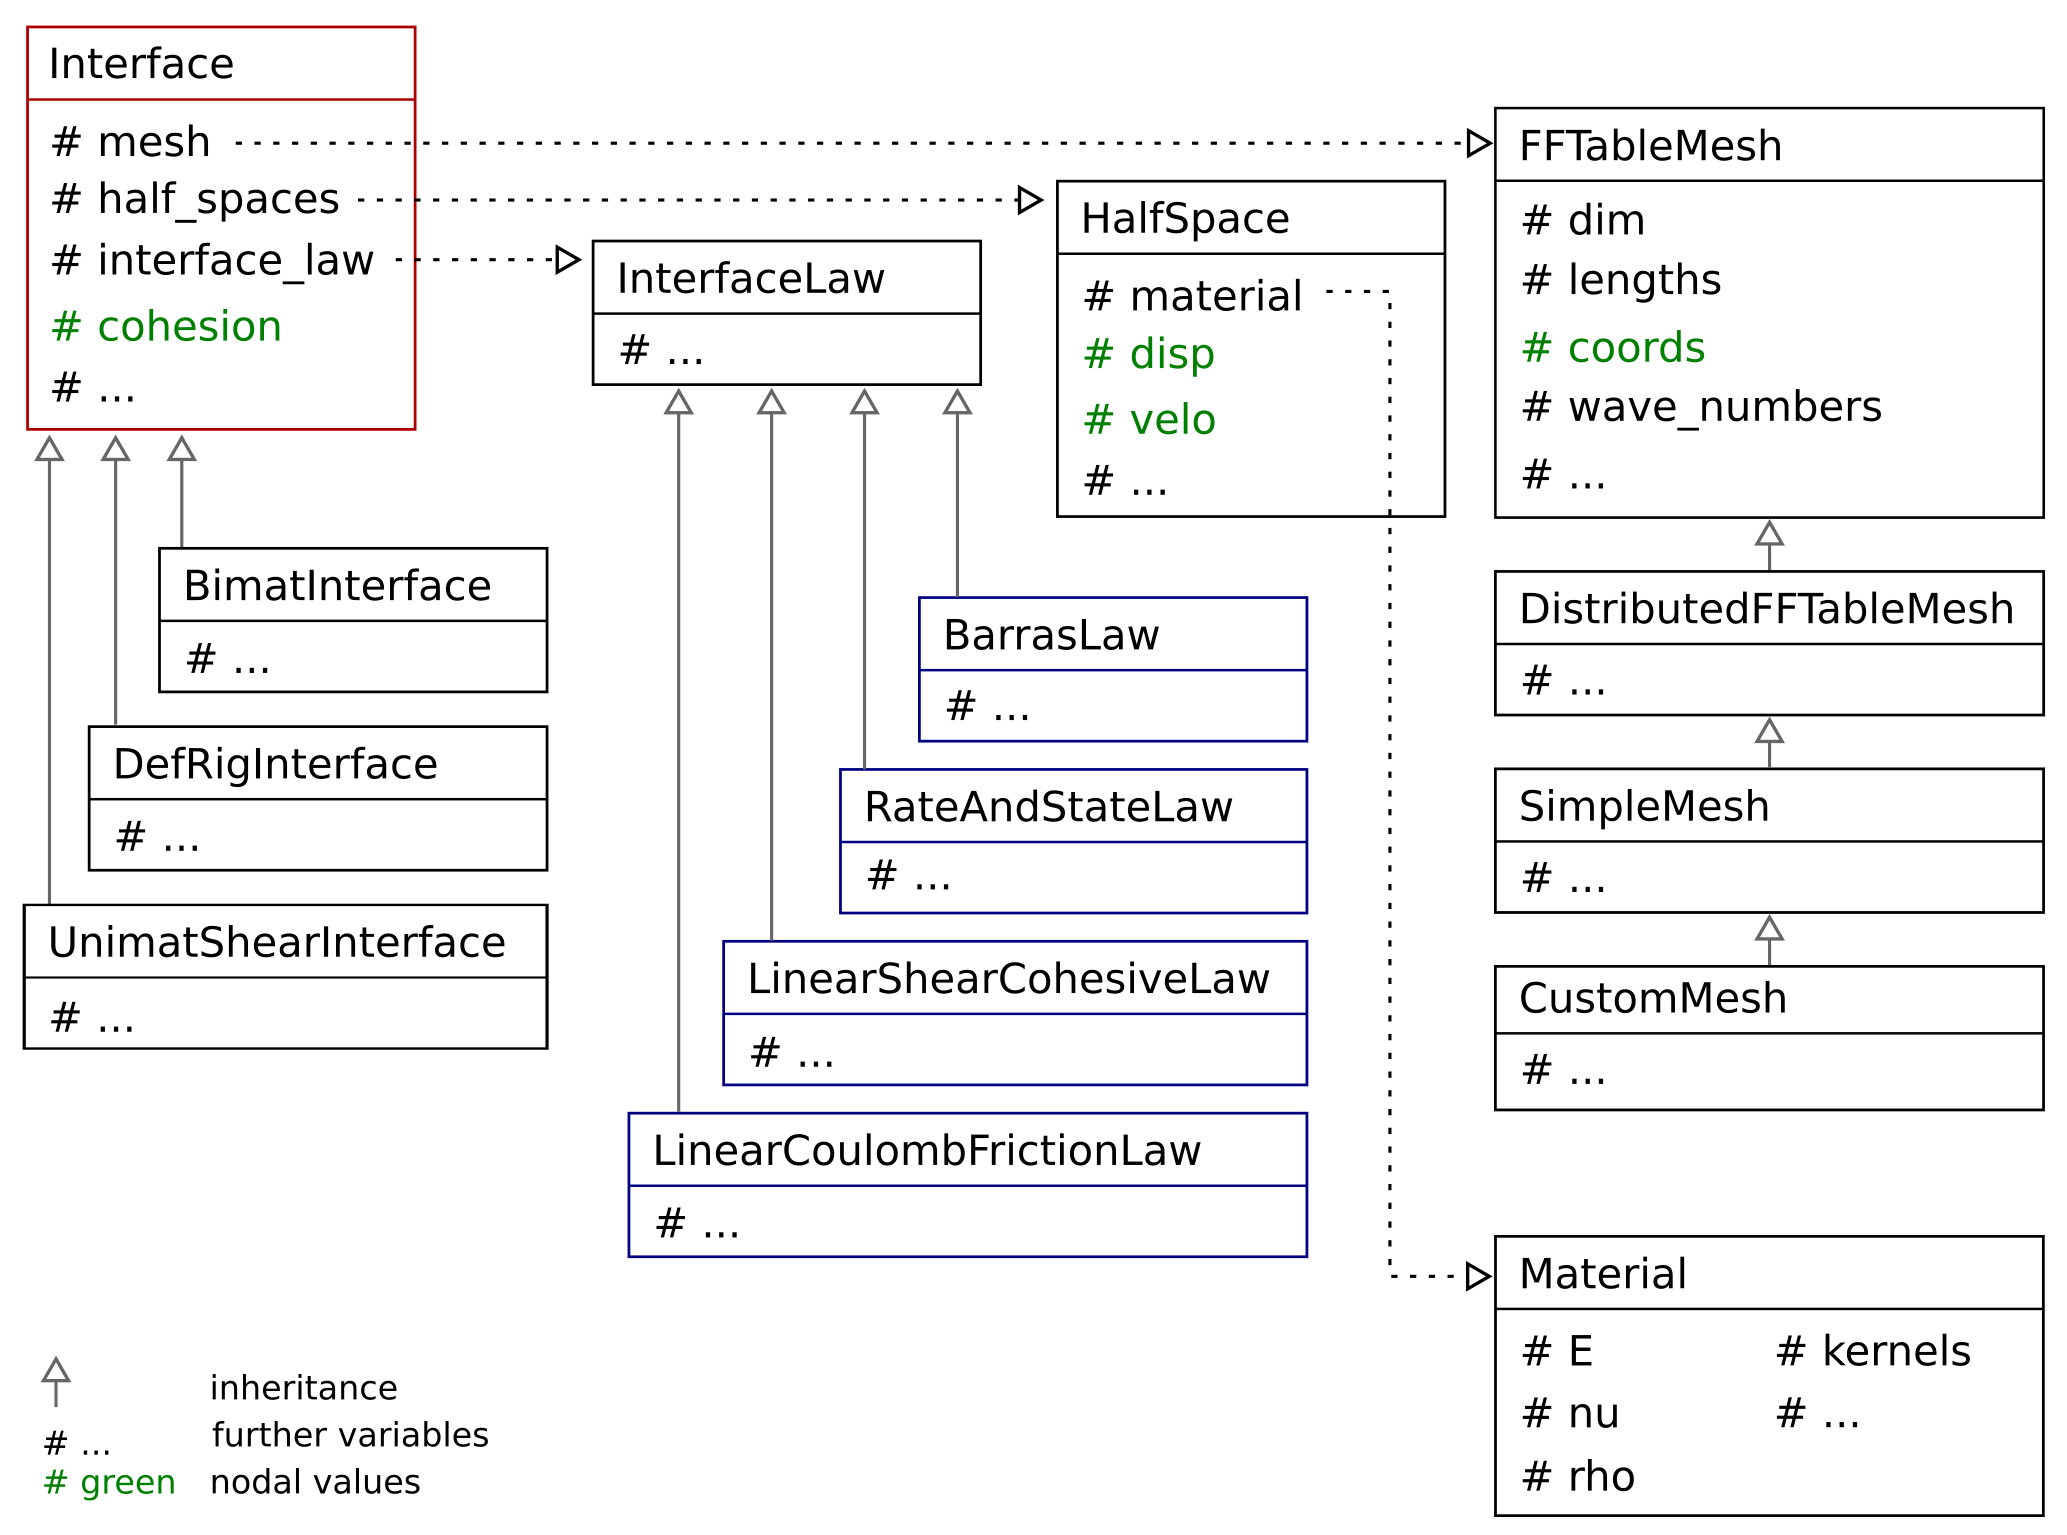 Interface
# mesh
# half_spaces
# interface_law
# cohesion
# ...
InterfaceLaw
# ...
HalfSpace
# material
# disp
# velo
# ...
FFTableMesh
# dim
# lengths
# coords
# wave_numbers
# ...
BimatInterface
# ...
DefRigInterface
# ...
UnimatShearInterface
# ...
BarrasLaw
# ...
RateAndStateLaw
# ...
LinearShearCohesiveLaw
# ...
LinearCoulombFrictionLaw
# ...
DistributedFFTableMesh
# ...
SimpleMesh
# ...
CustomMesh
# ...
Material
# E
# nu
# rho
# kernels
# ...
inheritance
# ... further variables
# green nodal values